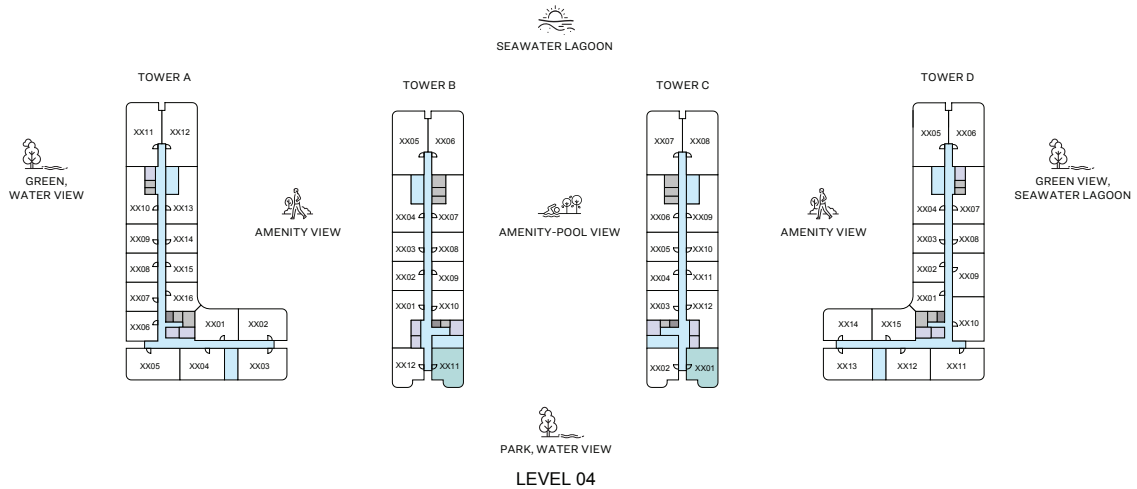 SEAWATER LAGOON
TOWER A
TOWER B
TOWER C
TOWER D
XX11
XX12
XX10
XX13
XX09
XX14
XX08
XX15
XX07
XX16
XX06
XX01
XX02
XX05
XX04
XX03
XX05
XX06
XX04
XX07
XX03
XX08
XX02
XX09
XX01
XX10
XX12
XX11
XX07
XX08
XX06
XX09
XX05
XX10
XX04
XX11
XX03
XX12
XX02
XX01
XX05
XX06
XX04
XX07
XX03
XX08
XX02
XX09
XX01
XX10
XX14
XX15
XX13
XX12
XX11
GREEN,
WATER VIEW
AMENITY VIEW
AMENITY-POOL VIEW
AMENITY VIEW
GREEN VIEW,
SEAWATER LAGOON
PARK, WATER VIEW
LEVEL 04